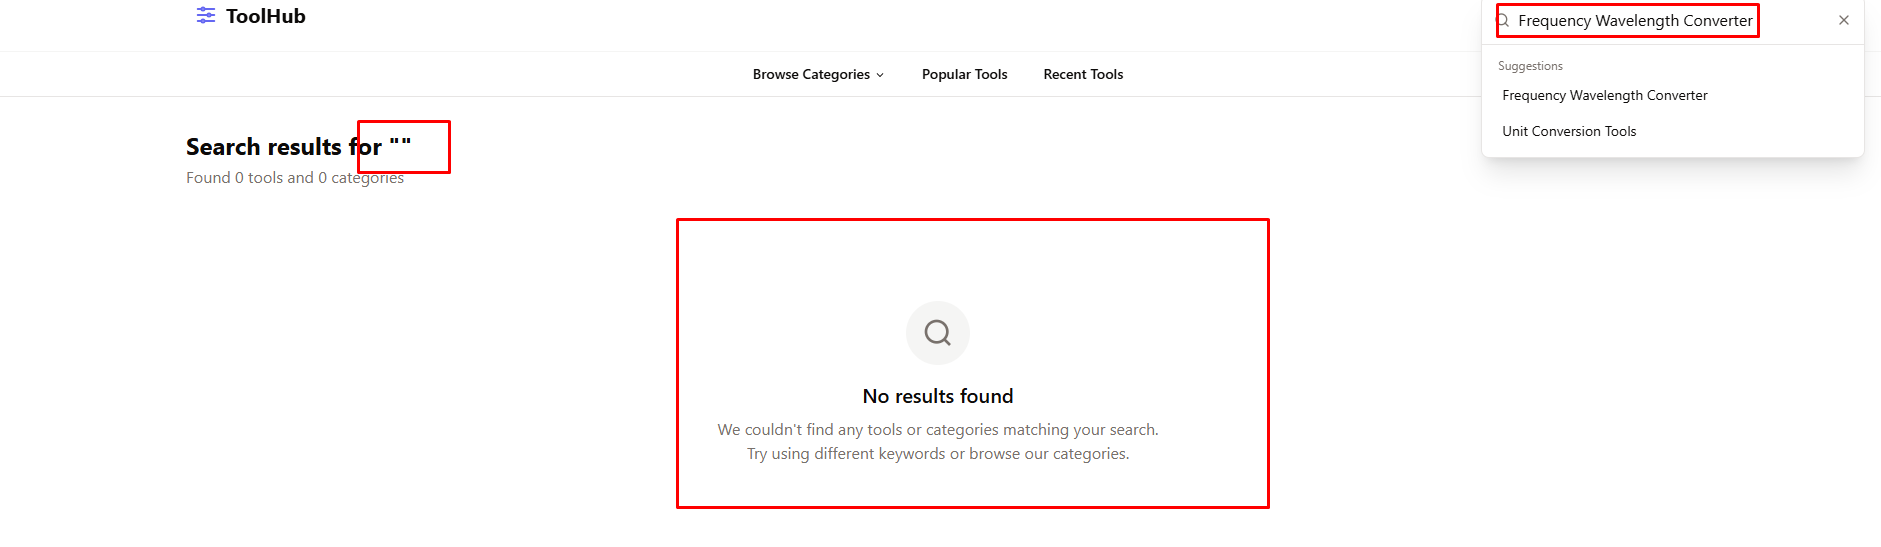 ToolHub
Frequency Wavelength Converter
Suggestions
Frequency Wavelength Converter
Unit Conversion Tools
Browse Categories
Popular Tools
Recent Tools
Search results for ""
Found 0 tools and 0 categories
No results found
We couldn't find any tools or categories matching your search.
Try using different keywords or browse our categories.